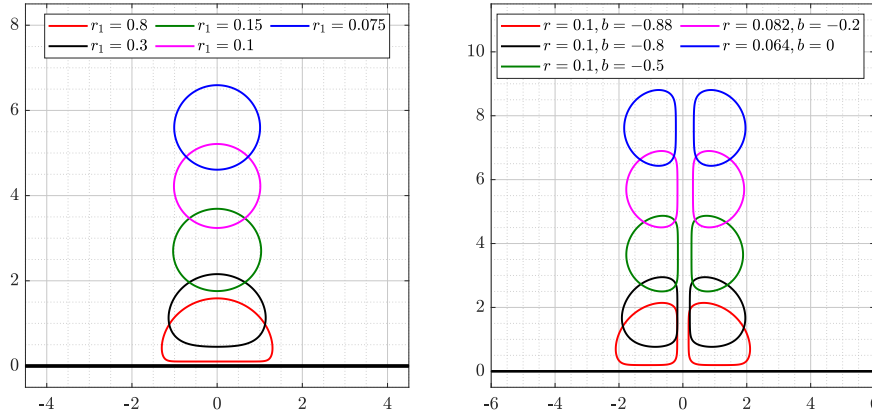 8
6
4
2
0
-4 -2 0 2 4
r₁ = 0.8 r₁ = 0.15 r₁ = 0.075
r₁ = 0.3 r₁ = 0.1
10
8
6
4
2
0
-6 -4 -2 0 2 4 6
r = 0.1, b = −0.88 r = 0.082, b = −0.2
r = 0.1, b = −0.8 r = 0.064, b = 0
r = 0.1, b = −0.5